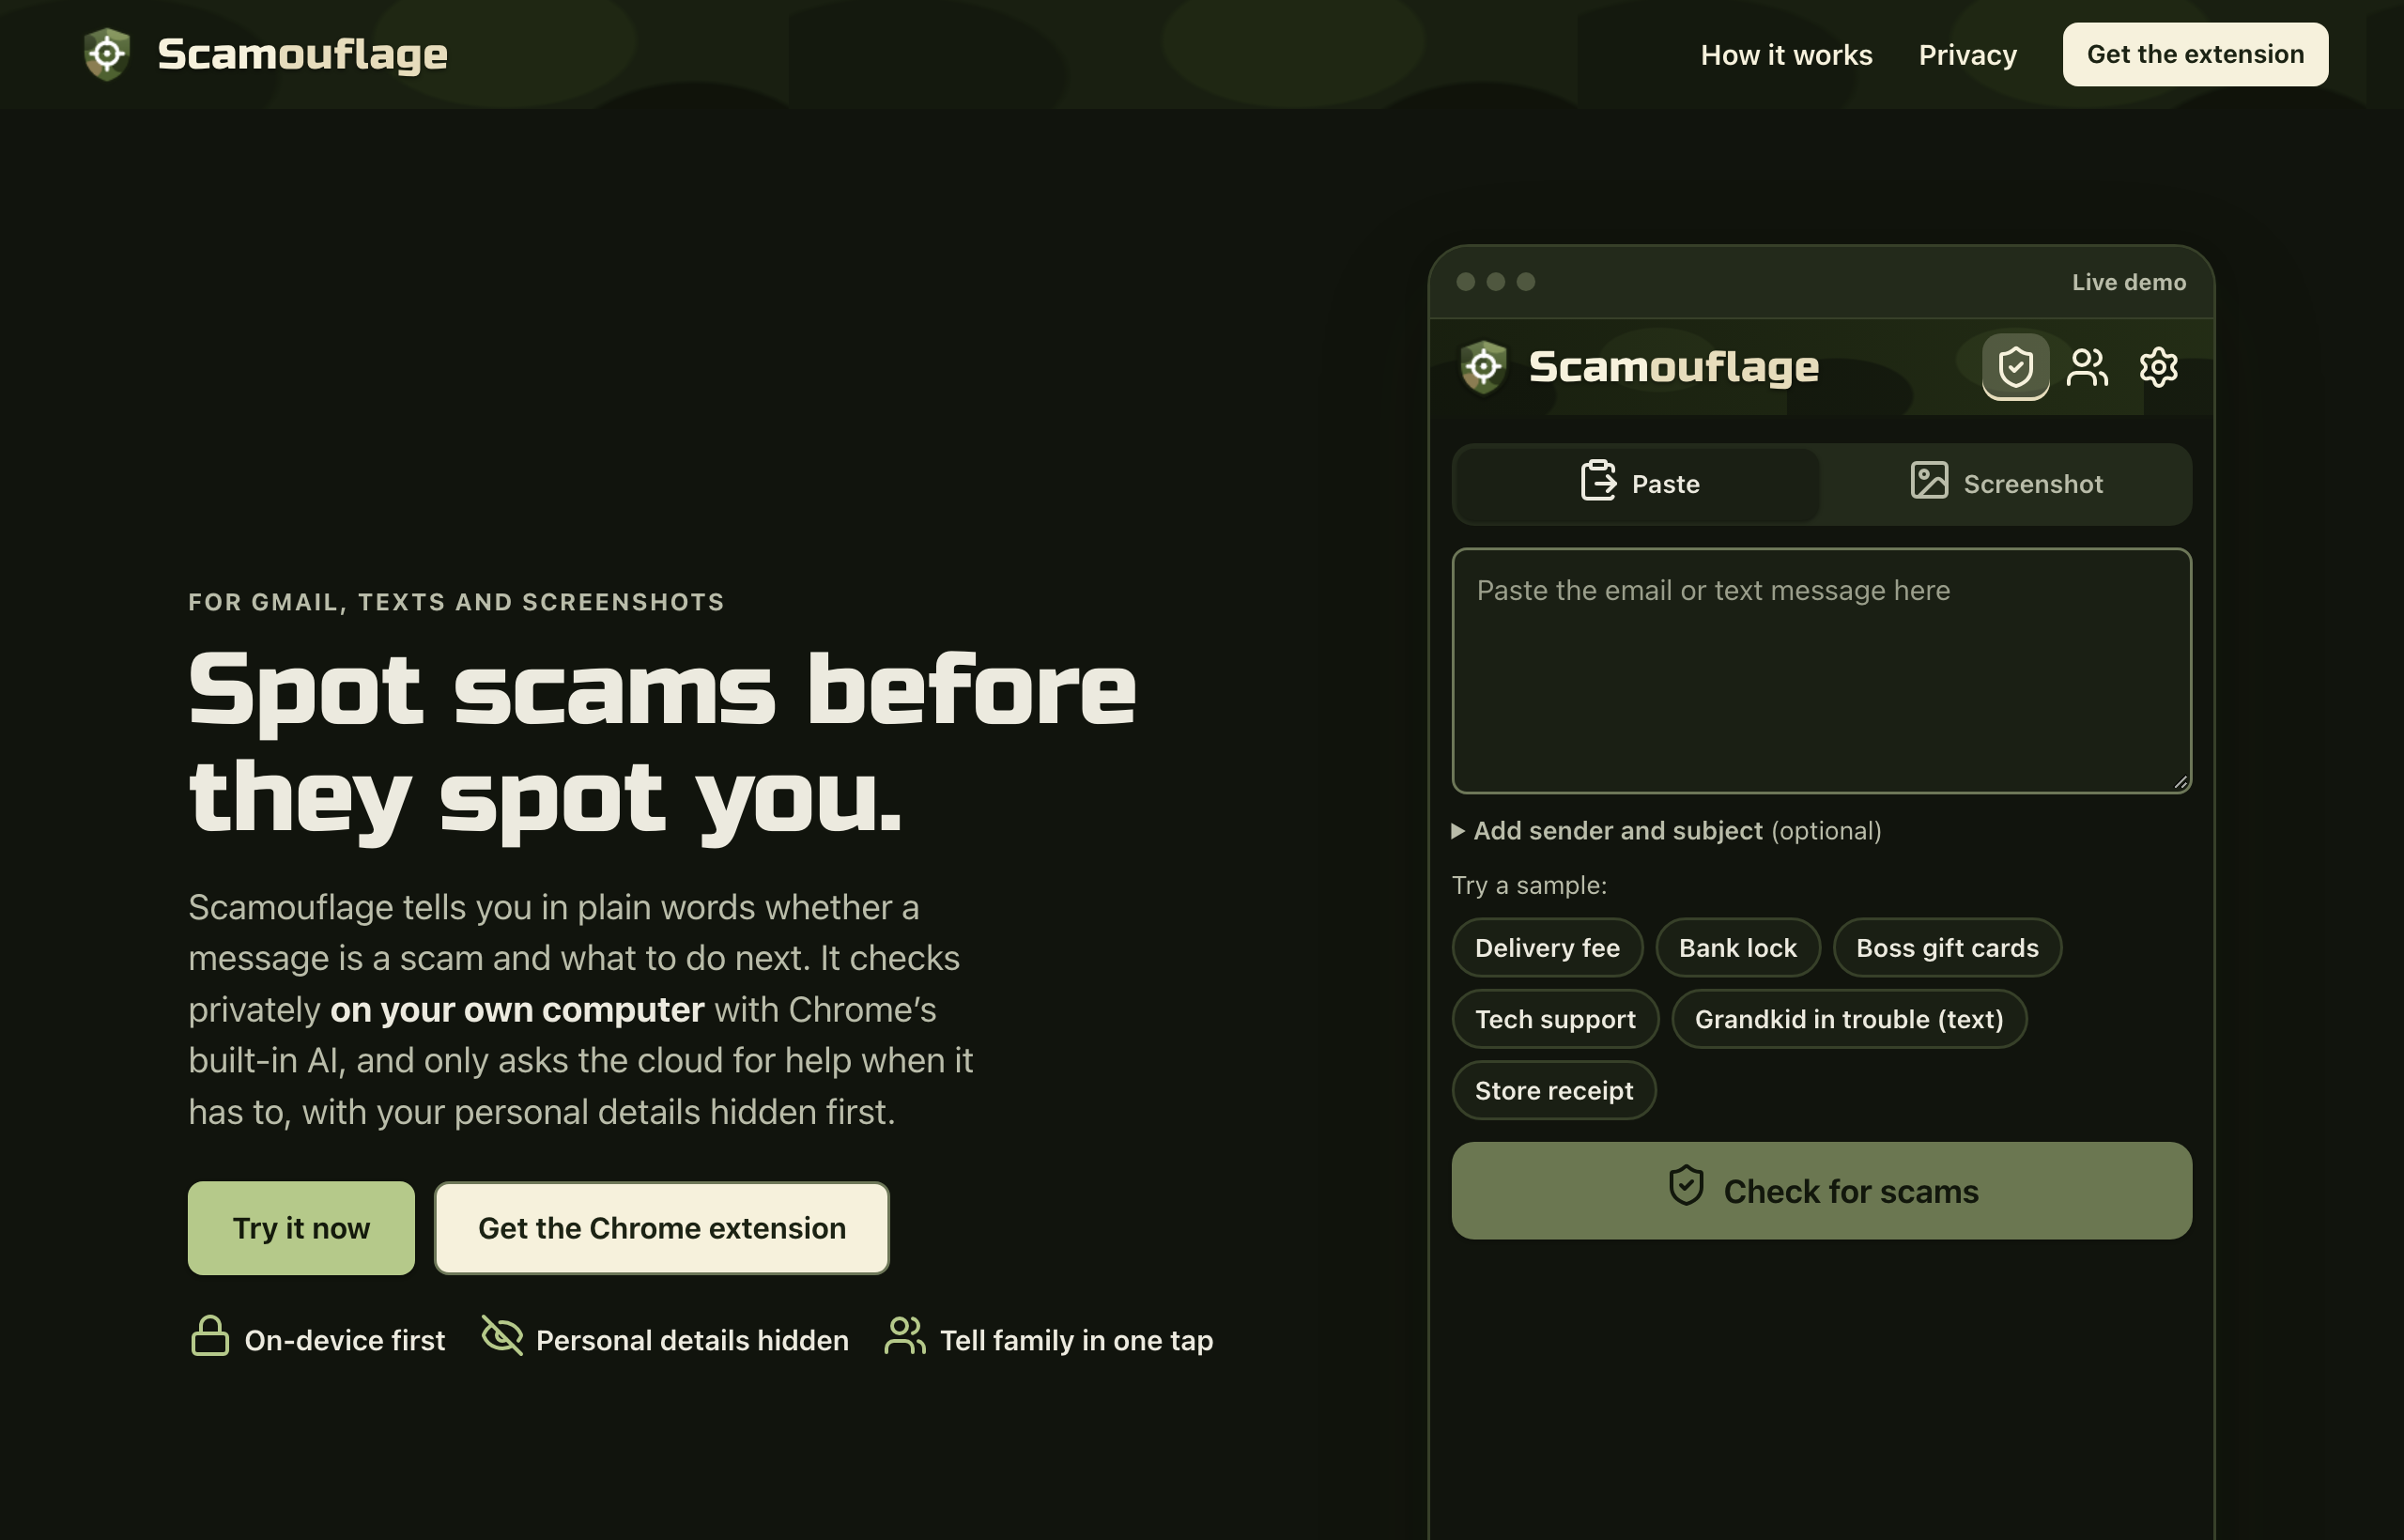 Scamouflage
How it works
Privacy
Get the extension
FOR GMAIL, TEXTS AND SCREENSHOTS
Spot scams before
they spot you.
Scamouflage tells you in plain words whether a
message is a scam and what to do next. It checks
privately on your own computer with Chrome’s
built-in AI, and only asks the cloud for help when it
has to, with your personal details hidden first.
Try it now
Get the Chrome extension
On-device first
Personal details hidden
Tell family in one tap
Live demo
Scamouflage
Paste
Screenshot
Paste the email or text message here
Add sender and subject (optional)
Try a sample:
Delivery fee
Bank lock
Boss gift cards
Tech support
Grandkid in trouble (text)
Store receipt
Check for scams